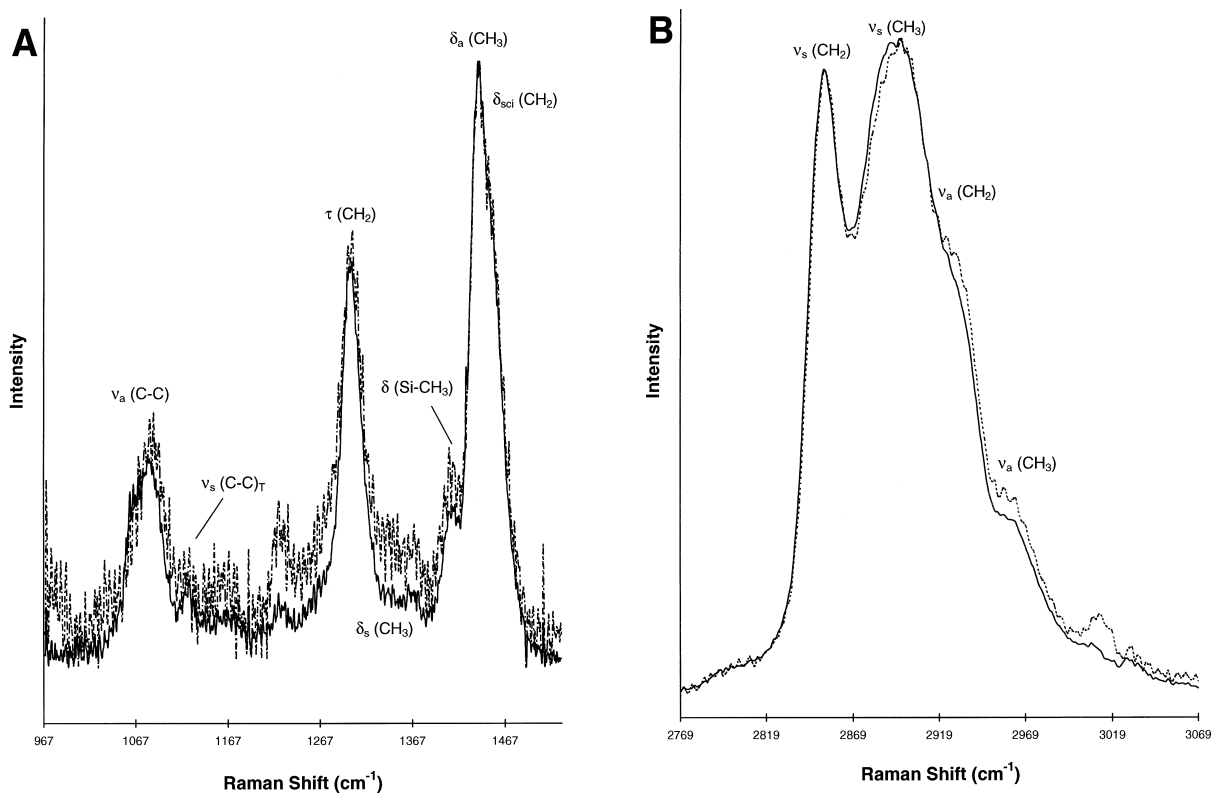 A
δa (CH3)
δsci (CH2)
τ (CH2)
δ (Si-CH3)
νa (C-C)
νs (C-C)T
δs (CH3)
Intensity
967 1067 1167 1267 1367 1467
Raman Shift (cm-1)
B
νs (CH3)
νs (CH2)
νa (CH2)
νa (CH3)
Intensity
2769 2819 2869 2919 2969 3019 3069
Raman Shift (cm-1)